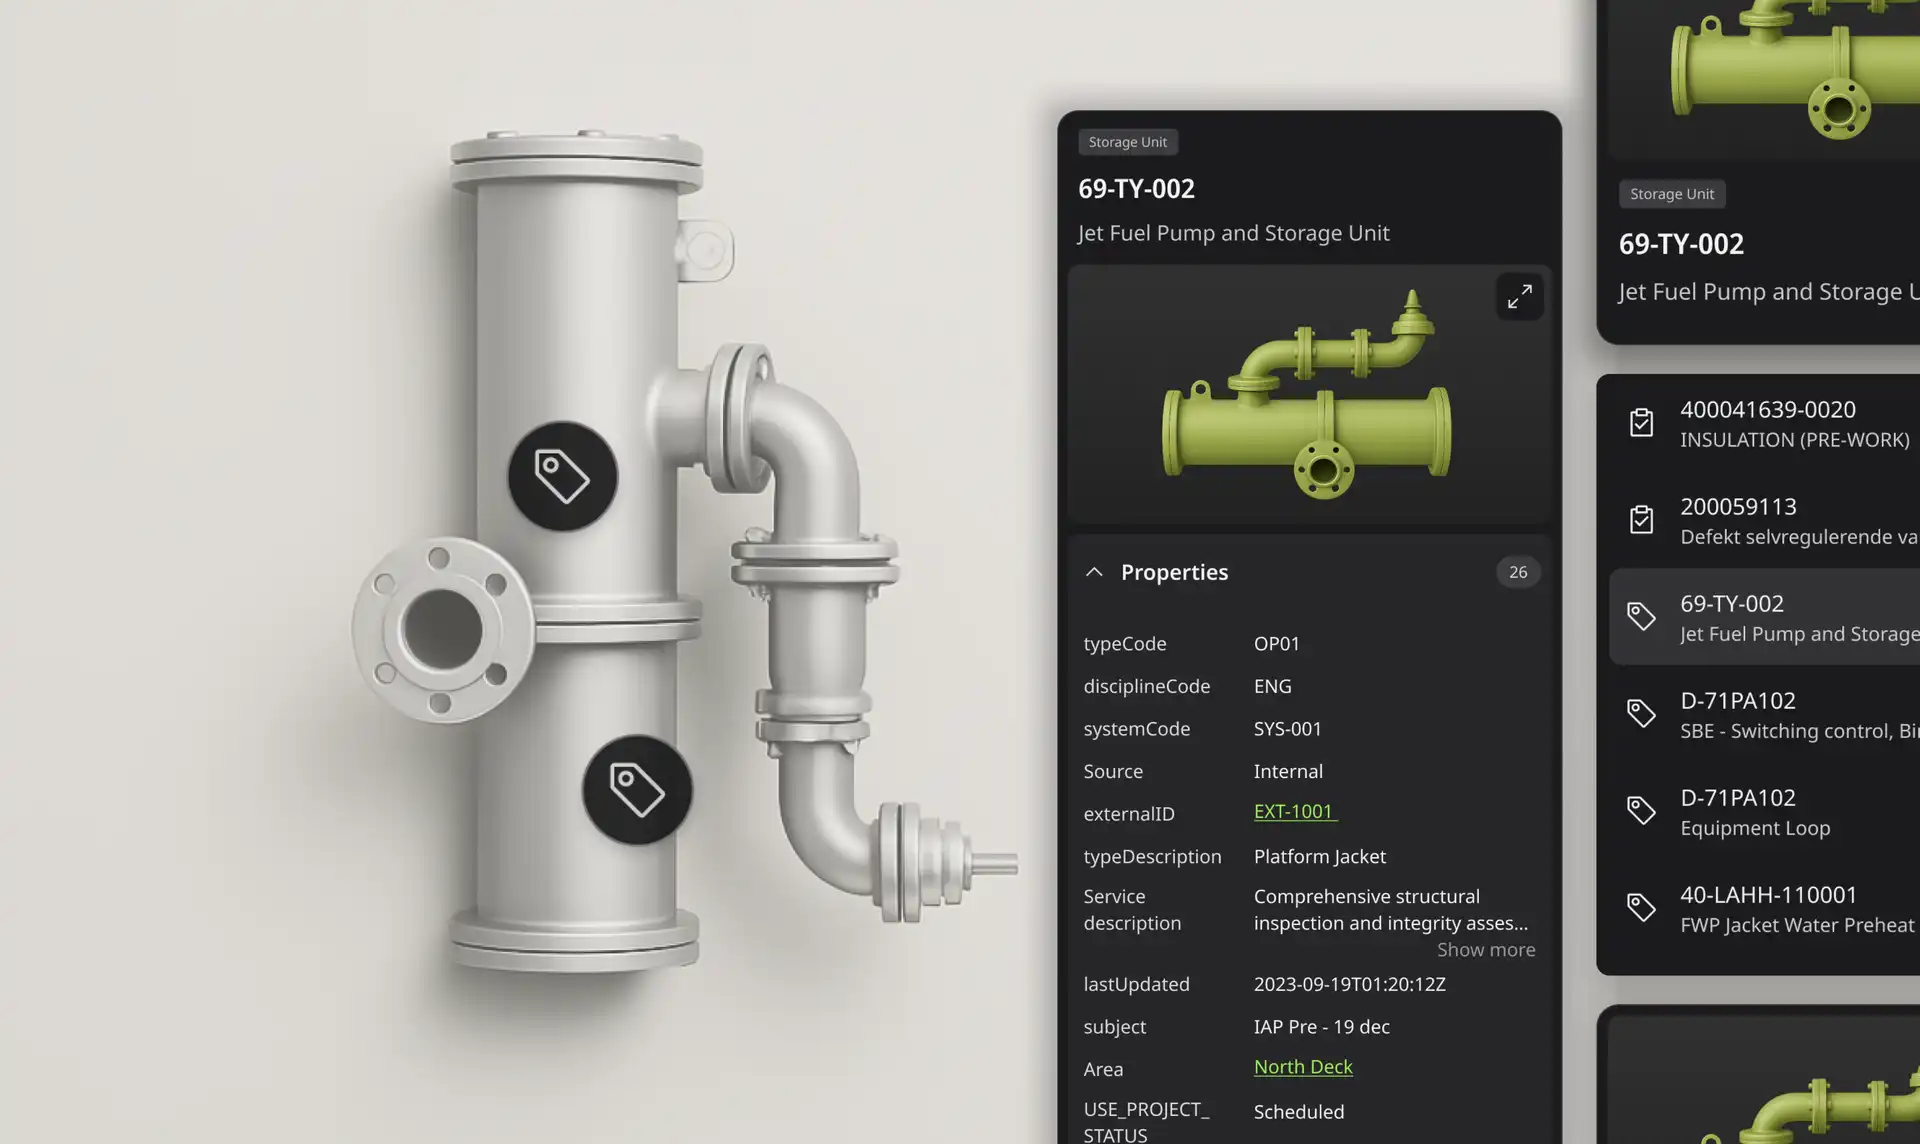 Storage Unit
69-TY-002
Jet Fuel Pump and Storage Unit
Properties
26
typeCode
OP01
disciplineCode
ENG
systemCode
SYS-001
Source
Internal
externalID
EXT-1001
typeDescription
Platform Jacket
Service
description
Comprehensive structural
inspection and integrity asses...
Show more
lastUpdated
2023-09-19T01:20:12Z
subject
IAP Pre - 19 dec
Area
North Deck
USE_PROJECT_
STATUS
Scheduled
Storage Unit
69-TY-002
Jet Fuel Pump and Storage
400041639-0020
INSULATION (PRE-WORK)
200059113
Defekt selvregulerende
69-TY-002
Jet Fuel Pump and Storage
D-71PA102
SBE - Switching control,
D-71PA102
Equipment Loop
40-LAHH-110001
FWP Jacket Water Preheat